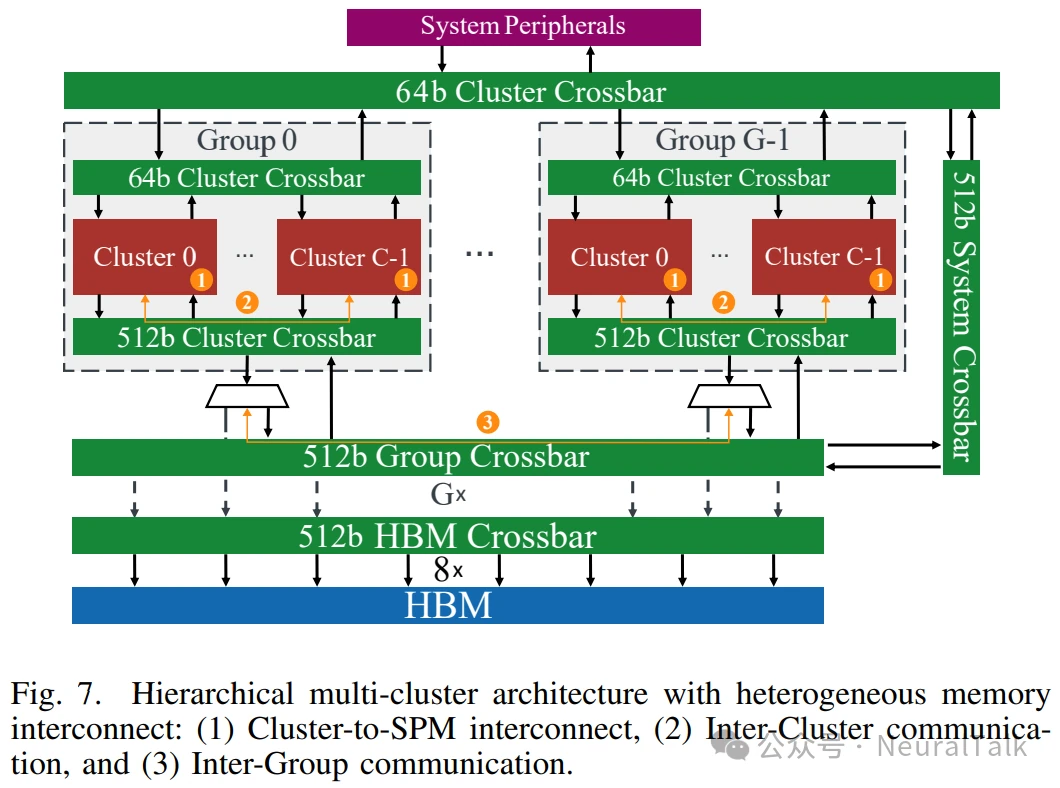 System Peripherals
64b Cluster Crossbar
Group 0
Group G-1
64b Cluster Crossbar
64b Cluster Crossbar
512b System Crossbar
Cluster 0
1
...
Cluster C-1
1
...
Cluster 0
1
...
Cluster C-1
1
2
2
512b Cluster Crossbar
512b Cluster Crossbar
3
512b Group Crossbar
G×
512b HBM Crossbar
8×
HBM
Fig. 7. Hierarchical multi-cluster architecture with heterogeneous memory
interconnect: (1) Cluster-to-SPM interconnect, (2) Inter-Cluster communica-
tion, and (3) Inter-Group communication.
公众号 · NeuralTalk